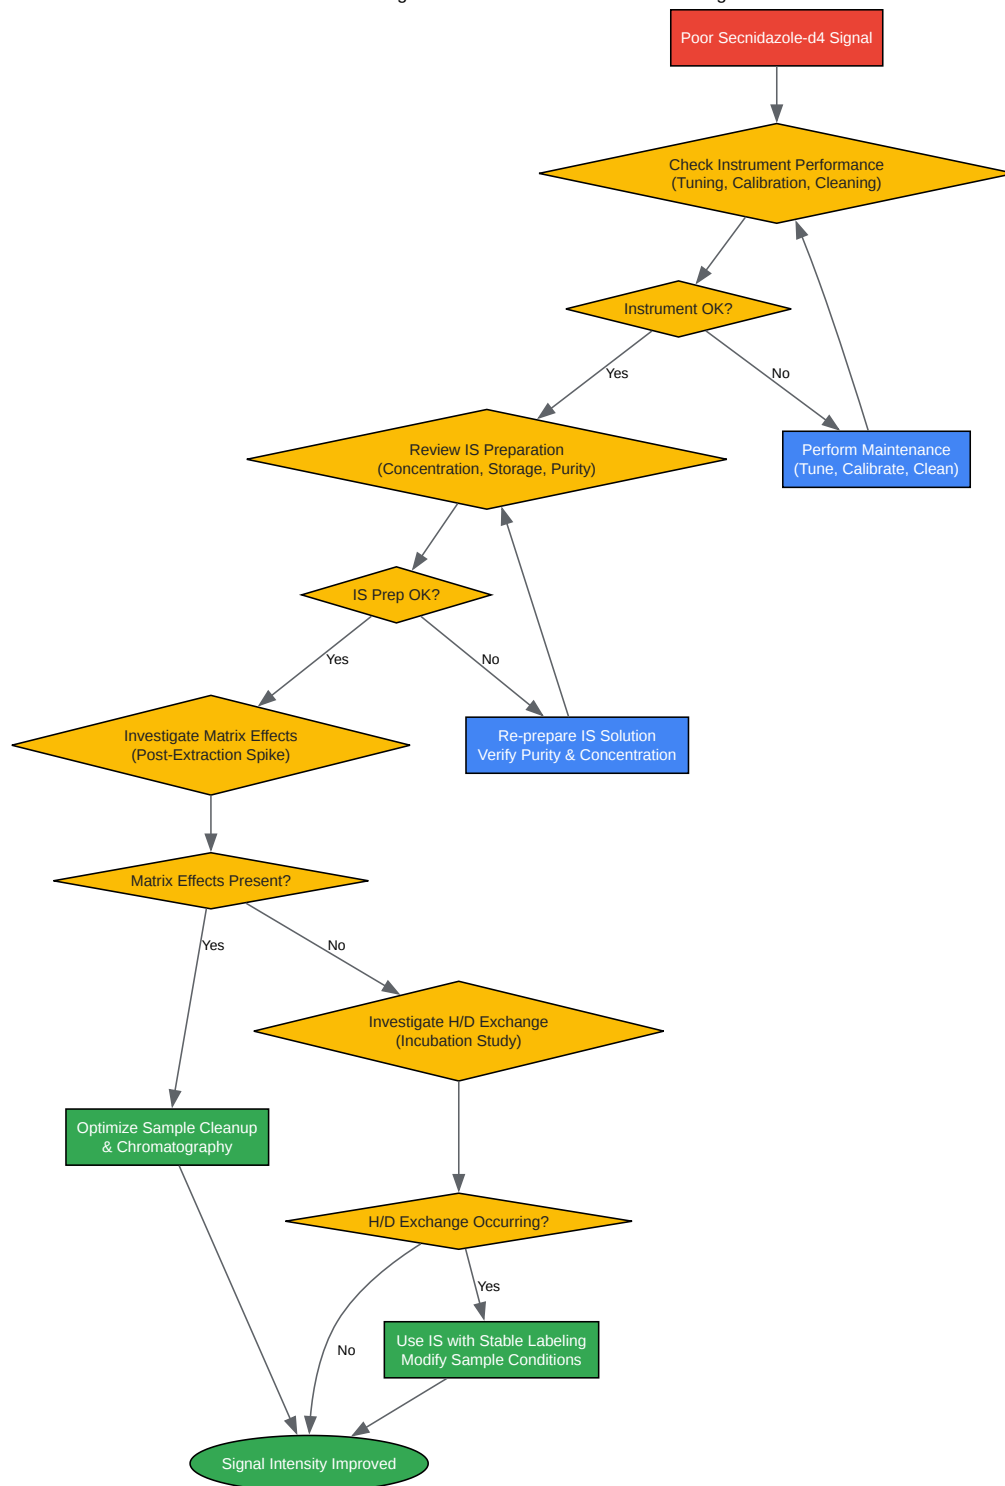 Poor Secnidazole-d4 Signal
Check Instrument Performance
(Tuning, Calibration, Cleaning)
Instrument OK?
Yes
No
Review IS Preparation
(Concentration, Storage, Purity)
Perform Maintenance
(Tune, Calibrate, Clean)
IS Prep OK?
Yes
No
Investigate Matrix Effects
(Post-Extraction Spike)
Re-prepare IS Solution
Verify Purity & Concentration
Matrix Effects Present?
Yes
No
Investigate H/D Exchange
(Incubation Study)
Optimize Sample Cleanup
& Chromatography
H/D Exchange Occurring?
Yes
No
Use IS with Stable Labeling
Modify Sample Conditions
Signal Intensity Improved